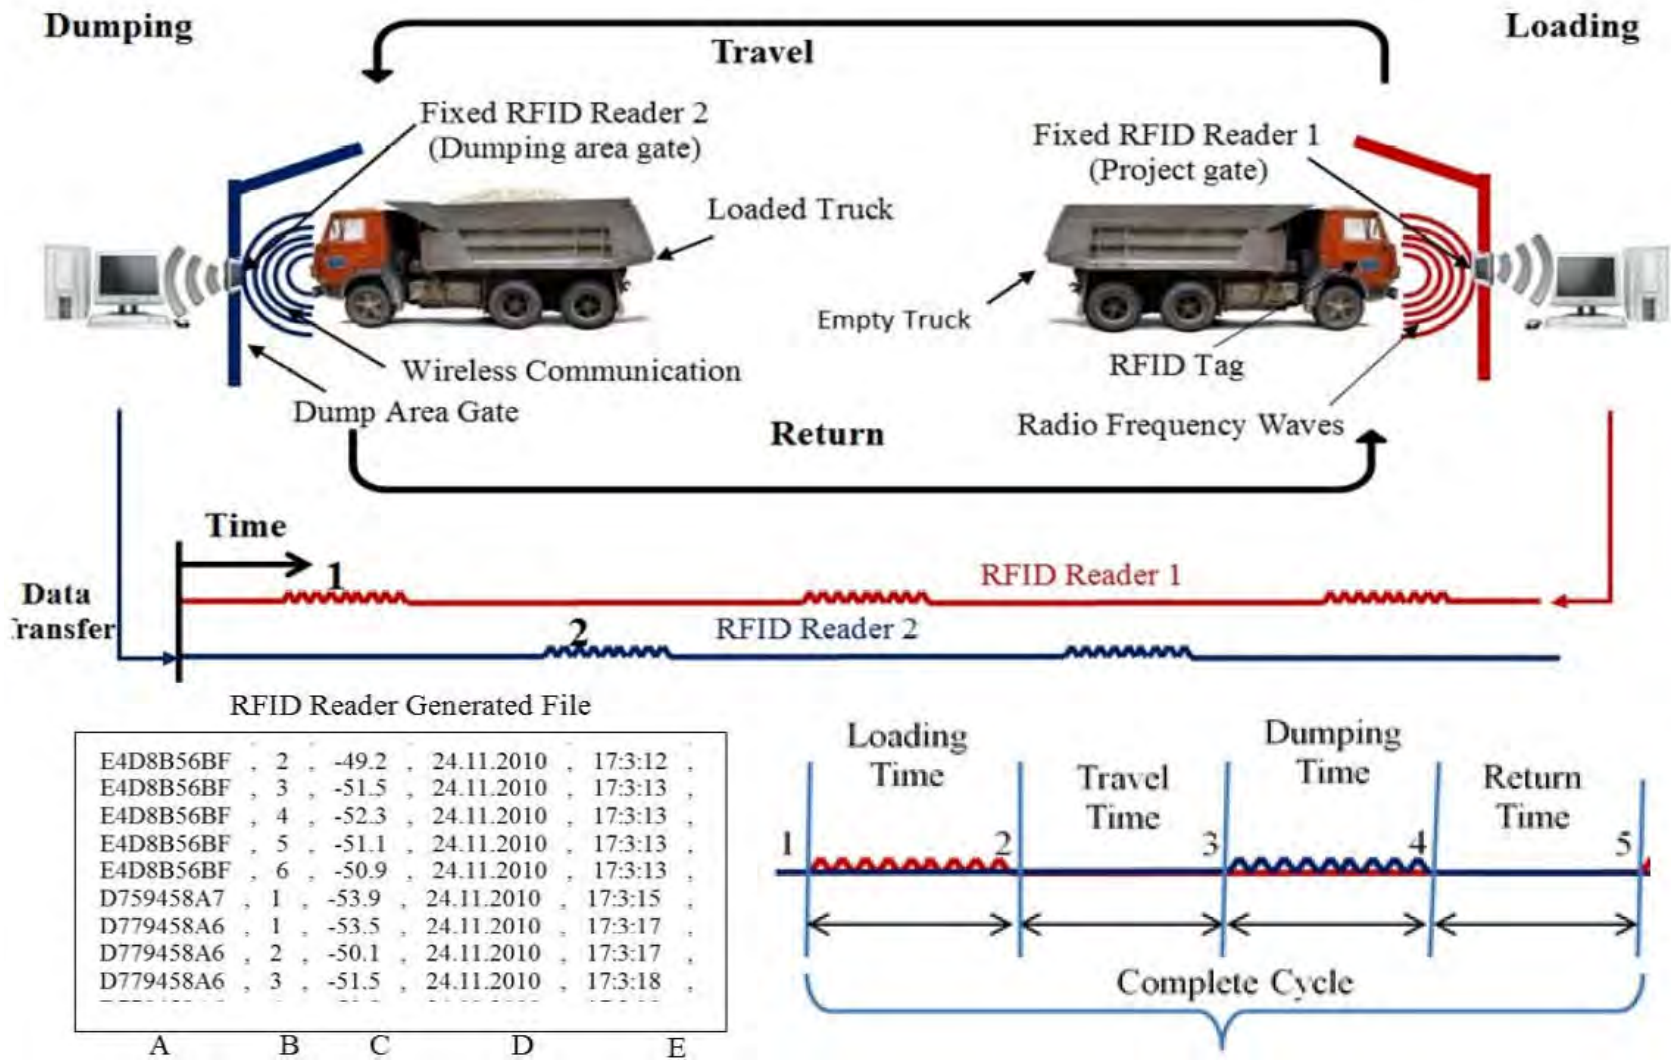 Dumping
Loading
Travel
Fixed RFID Reader 2
(Dumping area gate)
Fixed RFID Reader 1
(Project gate)
Loaded Truck
Empty Truck
RFID Tag
Wireless Communication
Dump Area Gate
Radio Frequency Waves
Return
Time
1
RFID Reader 1
Data
Transfer
2
RFID Reader 2
RFID Reader Generated File
E4D8B56BF , 2 , -49.2 , 24.11.2010 , 17:3:12 ,
E4D8B56BF , 3 , -51.5 , 24.11.2010 , 17:3:13 ,
E4D8B56BF , 4 , -52.3 , 24.11.2010 , 17:3:13 ,
E4D8B56BF , 5 , -51.1 , 24.11.2010 , 17:3:13 ,
E4D8B56BF , 6 , -50.9 , 24.11.2010 , 17:3:13 ,
D759458A7 , 1 , -53.9 , 24.11.2010 , 17:3:15 ,
D779458A6 , 1 , -53.5 , 24.11.2010 , 17:3:17 ,
D779458A6 , 2 , -50.1 , 24.11.2010 , 17:3:17 ,
D779458A6 , 3 , -51.5 , 24.11.2010 , 17:3:18 ,
A B C D E
Loading
Time
Travel
Time
Dumping
Time
Return
Time
1 2 3 4 5
Complete Cycle